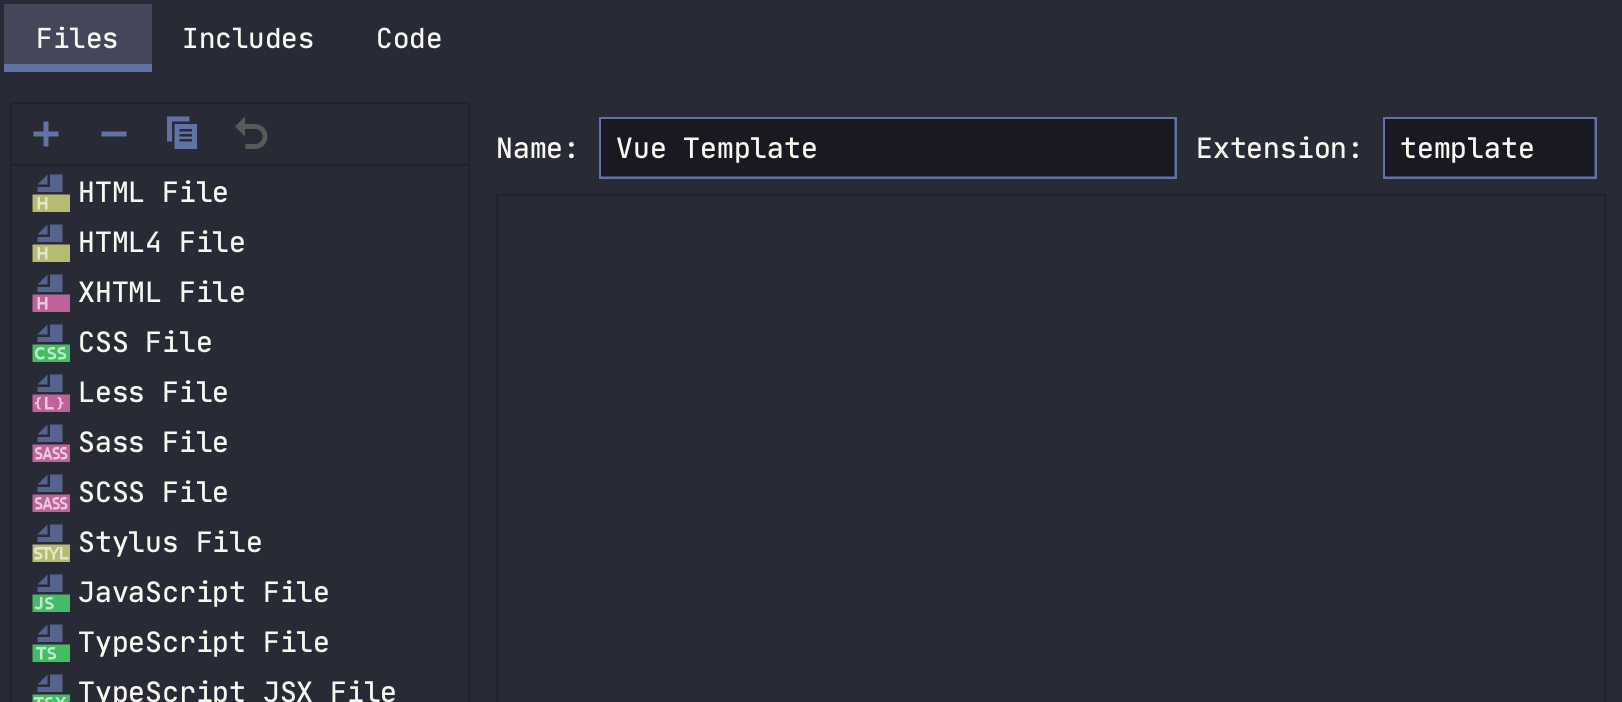 Files Includes Code
Name: Vue Template Extension: template
H HTML File
H HTML4 File
H XHTML File
CSS CSS File
{L} Less File
SASS Sass File
SASS SCSS File
STYL Stylus File
JS JavaScript File
TS TypeScript File
TSX TypeScript JSX File